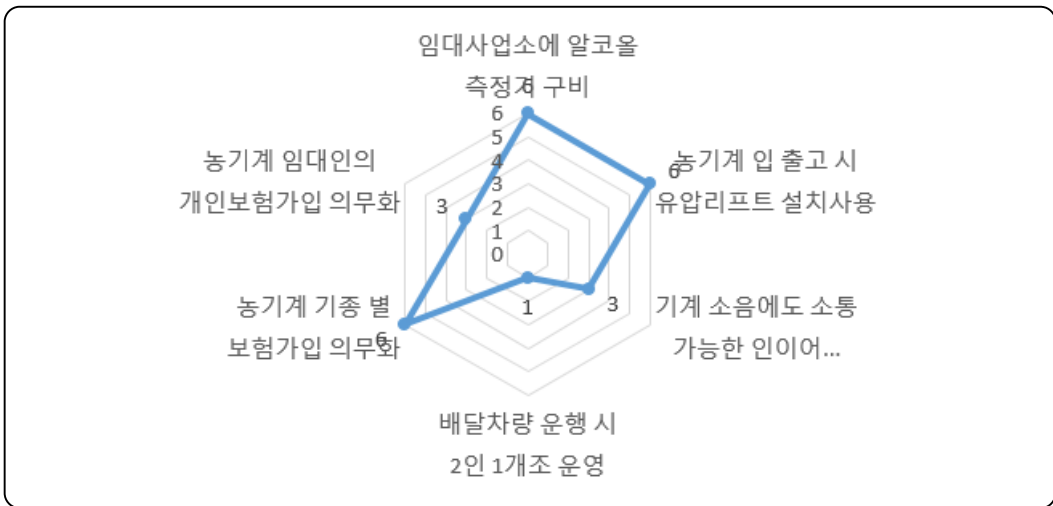 임대사업소에 알코올
측정계 구비
6
6
5
4
3
2
1
0
농기계 입 출고 시
유압리프트 설치사용
6
기계 소음에도 소통
가능한 인이어...
3
배달차량 운행 시
2인 1개조 운영
1
농기계 기종 별
보험가입 의무화
6
농기계 임대인의
개인보험가입 의무화
3